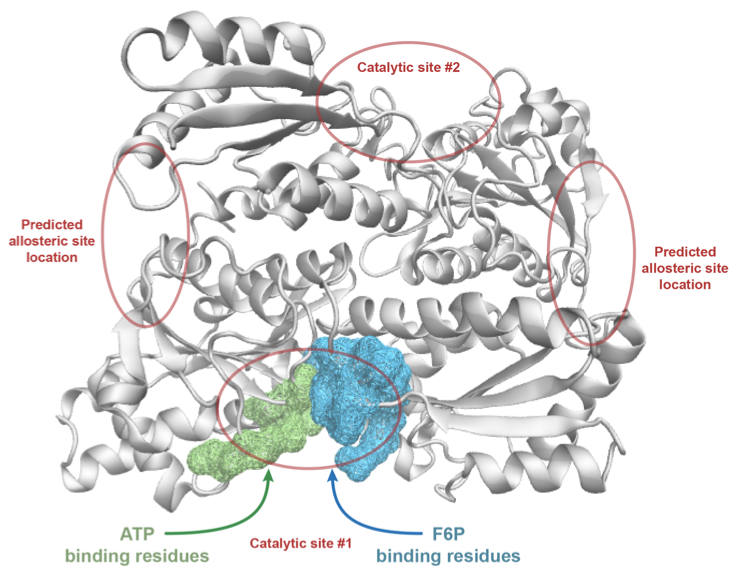 Catalytic site #2
Predicted
allosteric site
location
Predicted
allosteric site
location
ATP
binding residues
Catalytic site #1
F6P
binding residues